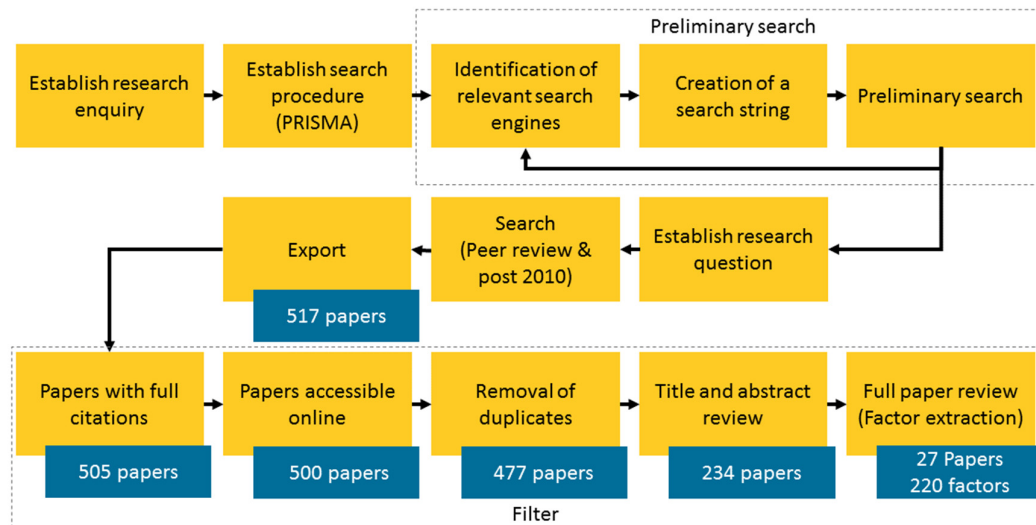 Preliminary search
Establish research
enquiry
Establish search
procedure
(PRISMA)
Identification of
relevant search
engines
Creation of a
search string
Preliminary search
Export
517 papers
Search
(Peer review &
post 2010)
Establish research
question
Papers with full
citations
505 papers
Papers accessible
online
500 papers
Removal of
duplicates
477 papers
Title and abstract
review
234 papers
Full paper review
(Factor extraction)
27 Papers
220 factors
Filter